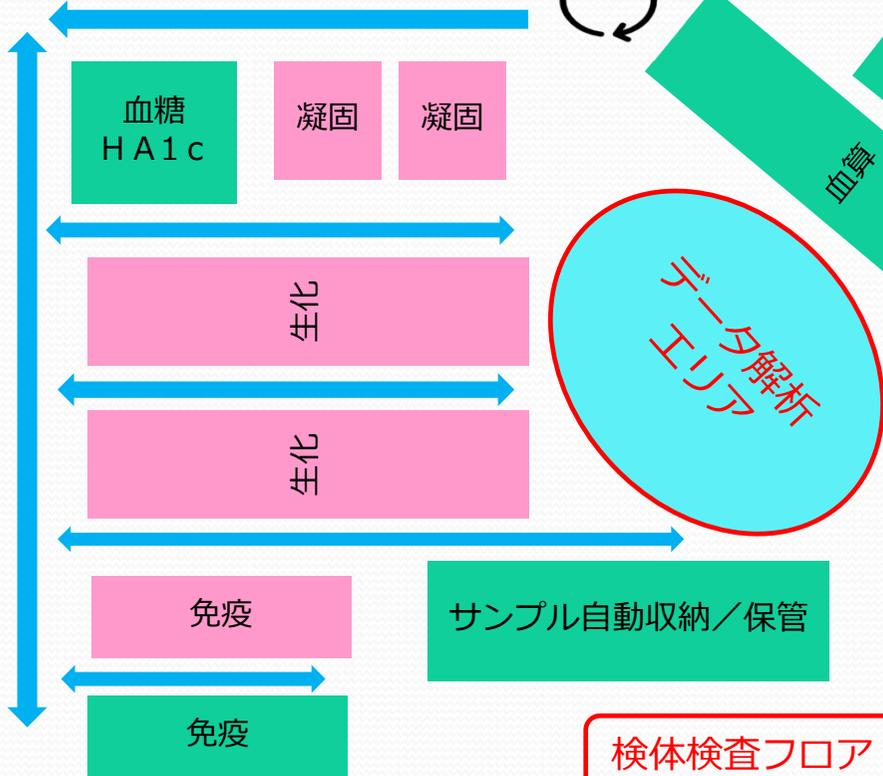 血糖
ＨＡ１ｃ
凝固
凝固
血算
生化
データ解析
エリア
生化
免疫
サンプル自動収納／保管
免疫
検体検査フロア